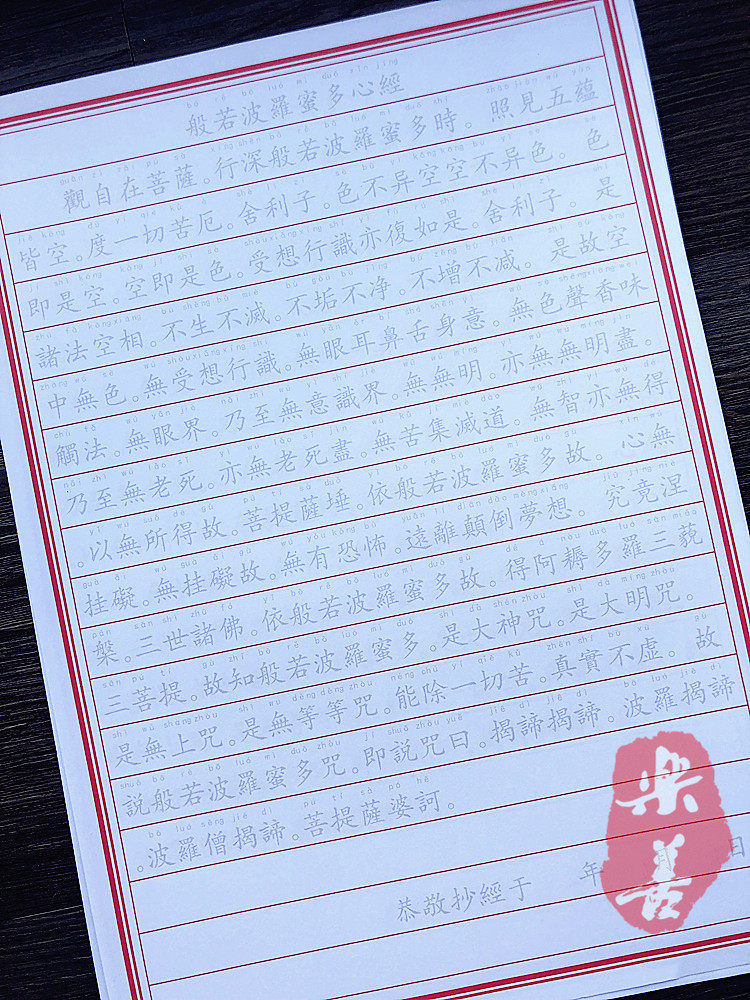 般若波羅蜜多心經
觀自在菩薩。行深般若波羅蜜多時。照見五蘊
皆空。度一切苦厄。舍利子。色不异空空不异色。色
即是空。空即是色。受想行識亦復如是。舍利子。是
諸法空相。不生不滅。不垢不净。不增不减。是故空
中無色。無受想行識。無眼耳鼻舌身意。無色聲香味
觸法。無眼界。乃至無意識界。無無明。亦無無明盡。
乃至無老死。亦無老死盡。無苦集滅道。無智亦無得
。以無所得故。菩提薩埵。依般若波羅蜜多故。心無
挂礙。無挂礙故。無有恐怖。遠離顛倒夢想。究竟涅
槃。三世諸佛。依般若波羅蜜多故。得阿耨多羅三藐
三菩提。故知般若波羅蜜多。是大神咒。是大明咒。
是無上咒。是無等等咒。能除一切苦。真實不虛。故
說般若波羅蜜多咒。即說咒曰。揭諦揭諦。波羅揭諦
。波羅僧揭諦。菩提薩婆訶。
恭敬抄經于 年 月 日
樂善